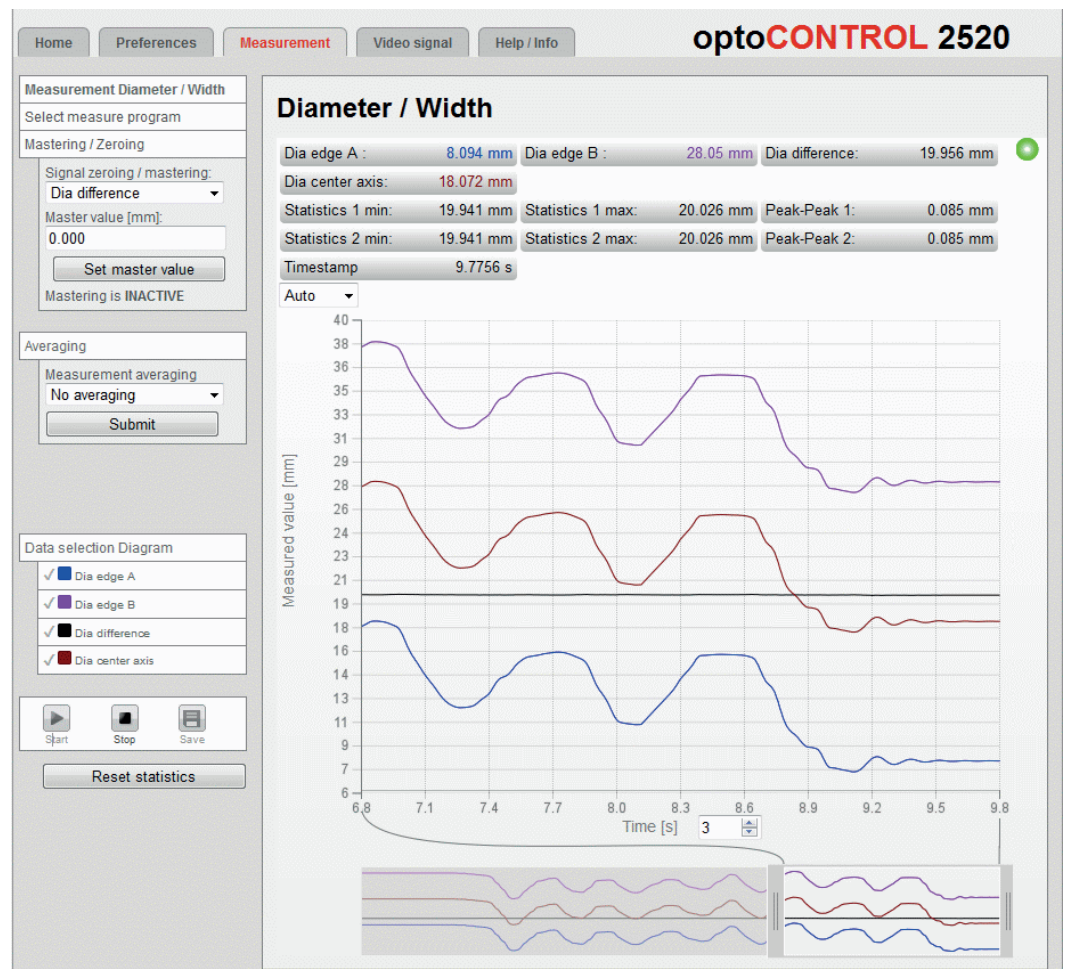 Home Preferences Measurement Video signal Help / Info optoCONTROL 2520
Measurement Diameter / Width
Select measure program
Mastering / Zeroing
Signal zeroing / mastering:
Dia difference
Master value [mm]:
0.000
Set master value
Mastering is INACTIVE
Averaging
Measurement averaging
No averaging
Submit
Data selection Diagram
Dia edge A
Dia edge B
Dia difference
Dia center axis
Start Stop Save
Reset statistics
Diameter / Width
Dia edge A : 8.094 mm Dia edge B : 28.05 mm Dia difference: 19.956 mm
Dia center axis: 18.072 mm
Statistics 1 min: 19.941 mm Statistics 1 max: 20.026 mm Peak-Peak 1: 0.085 mm
Statistics 2 min: 19.941 mm Statistics 2 max: 20.026 mm Peak-Peak 2: 0.085 mm
Timestamp 9.7756 s
Auto
Measured value [mm]
40
38
36
35
33
31
29
28
26
24
23
21
19
18
16
14
13
11
9
7
6
6.8 7.1 7.4 7.7 8.0 8.3 8.6 8.9 9.2 9.5 9.8
Time [s] 3